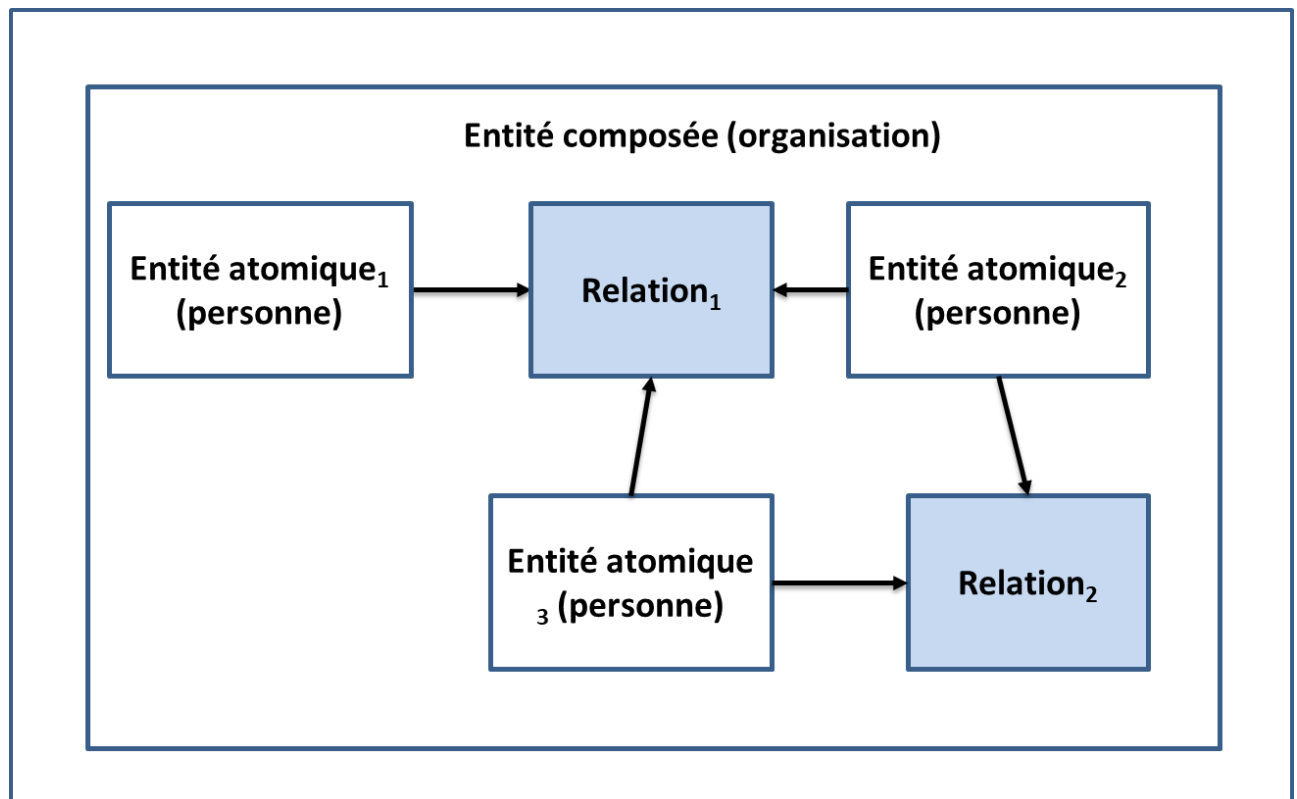 Entité composée (organisation)
Entité atomique₁
(personne)
Relation₁
Entité atomique₂
(personne)
Entité atomique
₃ (personne)
Relation₂